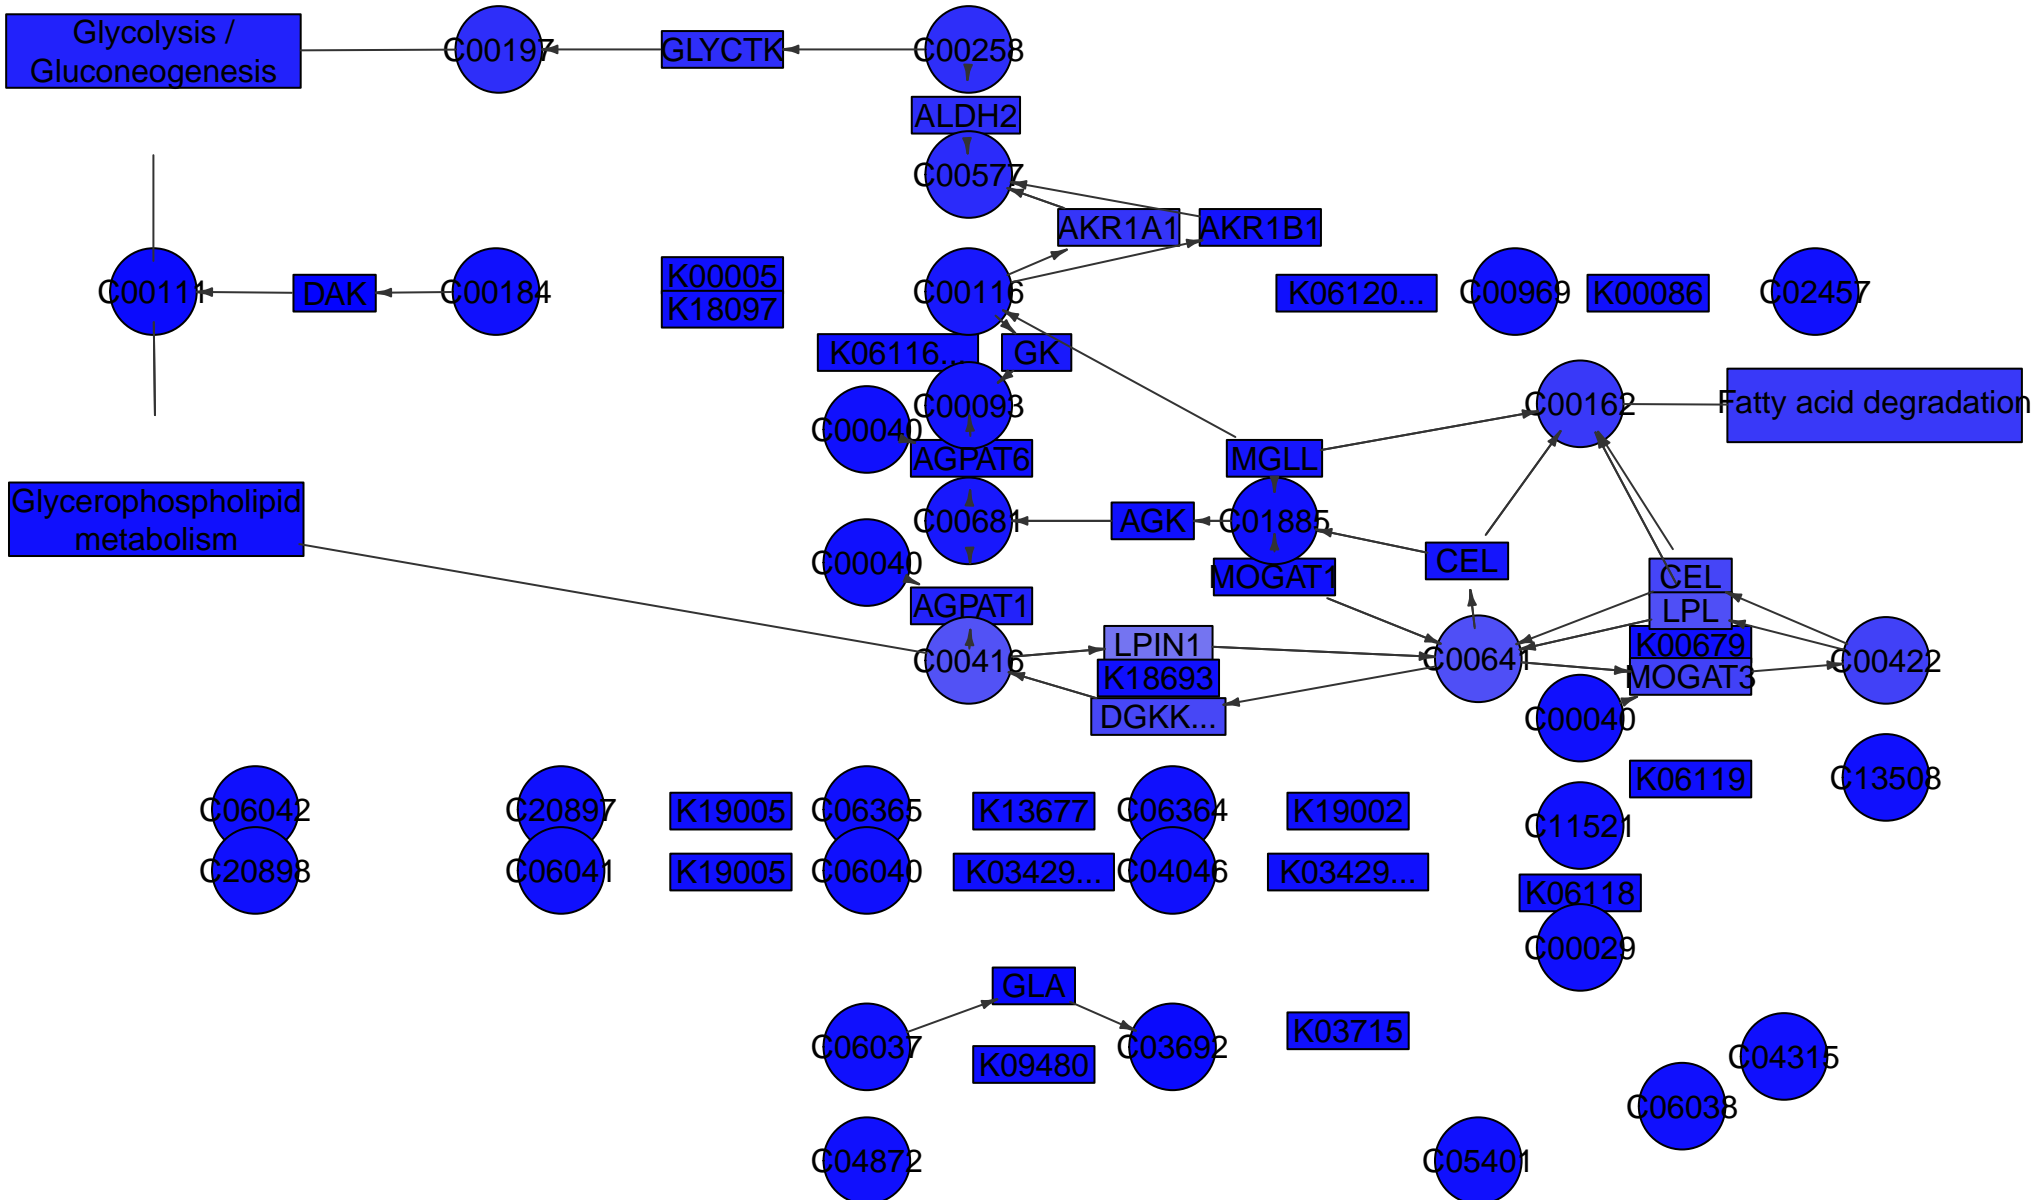 Glycolysis /
Gluconeogenesis
C00197
GLYCTK
C00258
ALDH2
C00577
AKR1A1
AKR1B1
C00111
DAK
C00184
K00005
K18097
C00116
K06120...
C00969
K00086
C02457
K06116...
GK
C00093
C00040
AGPAT6
MGLL
C00162
Fatty acid degradation
Glycerophospholipid
metabolism
C00681
AGK
C01885
C00040
MOGAT1
CEL
CEL
LPL
AGPAT1
C00416
LPIN1
K18693
DGKK...
C00641
K00679
MOGAT3
C00422
C00040
C06042
C20897
K19005
C06365
K13677
C06364
K19002
C11521
K06119
C13508
C20898
C06041
K19005
C06040
K03429...
C04046
K03429...
K06118
C00029
GLA
C06037
K09480
C03692
K03715
C04315
C06038
C04872
C05401